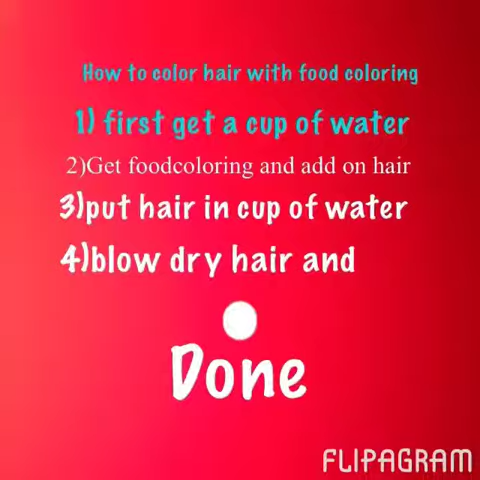 How to color hair with food coloring
1) first get a cup of water
2)Get foodcoloring and add on hair
3)put hair in cup of water
4)blow dry hair and
Done
FLIPAGRAM